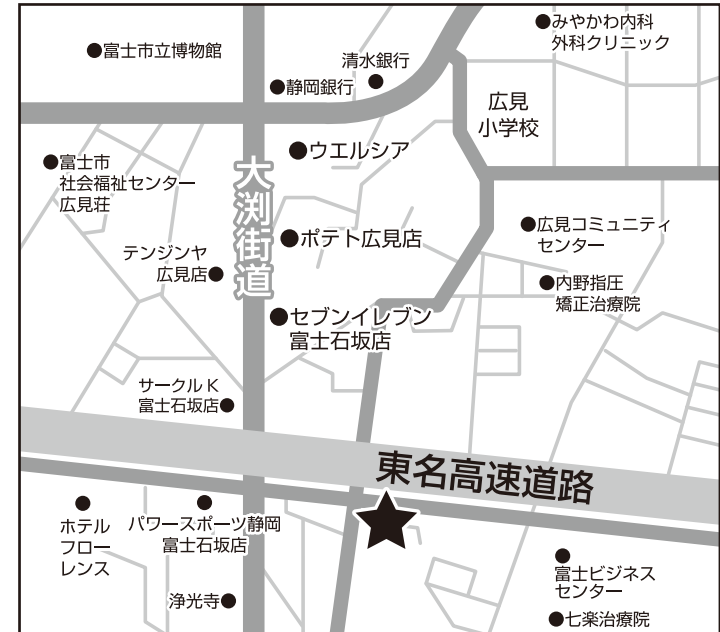 みやかわ内科
外科クリニック
富士市立博物館
清水銀行
静岡銀行
広見
小学校
ウエルシア
富士市
社会福祉センター
広見荘
大渕街道
広見コミュニティ
センター
ポテト広見店
テンジンヤ
広見店
内野指圧
矯正治療院
セブンイレブン
富士石坂店
サークルK
富士石坂店
東名高速道路
ホテル
フロー
レンス
パワースポーツ静岡
富士石坂店
富士ビジネス
センター
浄光寺
七楽治療院